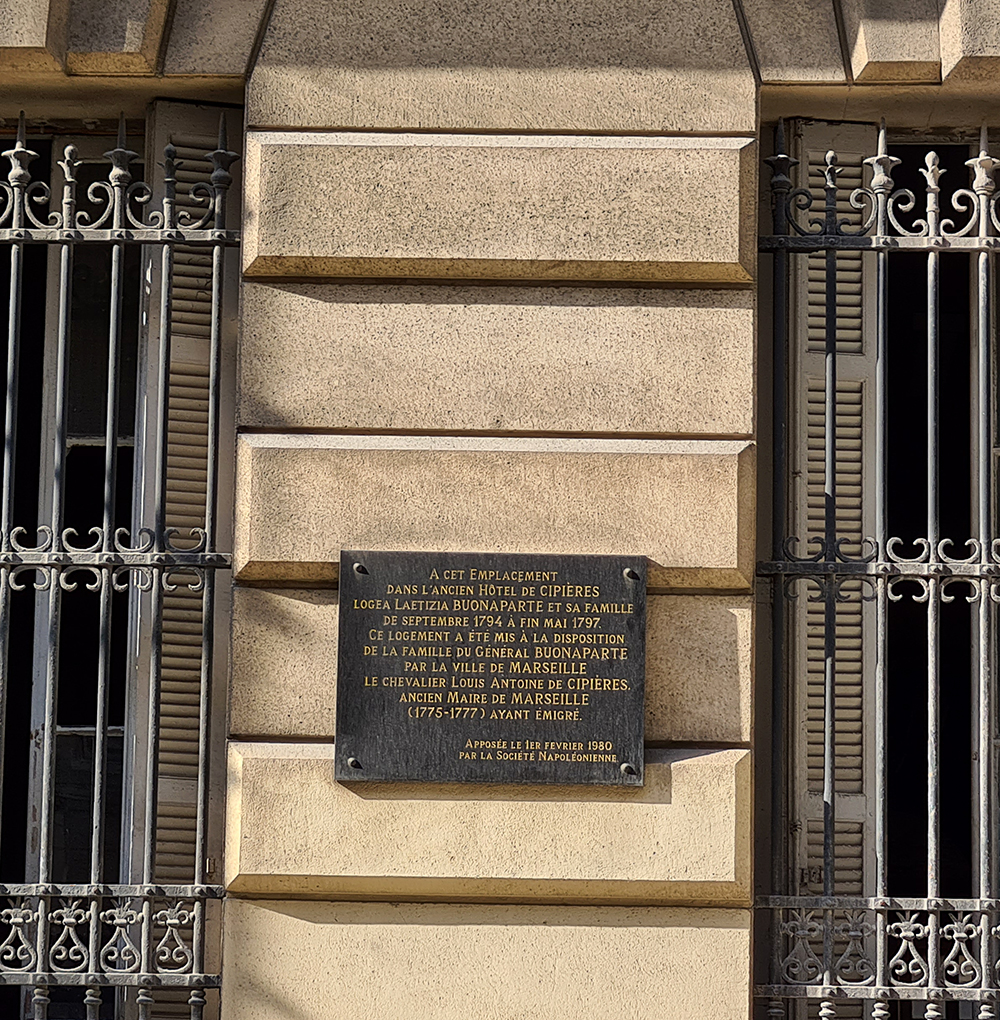 A CET EMPLACEMENT
DANS L'ANCIEN HÔTEL DE CIPIÈRES
LOGEA LAETIZIA BUONAPARTE ET SA FAMILLE
DE SEPTEMBRE 1794 À FIN MAI 1797.
CE LOGEMENT A ÉTÉ MIS À LA DISPOSITION
DE LA FAMILLE DU GÉNÉRAL BUONAPARTE
PAR LA VILLE DE MARSEILLE
LE CHEVALIER LOUIS ANTOINE DE CIPIÈRES.
ANCIEN MAIRE DE MARSEILLE
(1775-1777) AYANT ÉMIGRÉ.
APPOSÉE LE 1ER FEVRIER 1980
PAR LA SOCIÉTÉ NAPOLÉONIENNE.